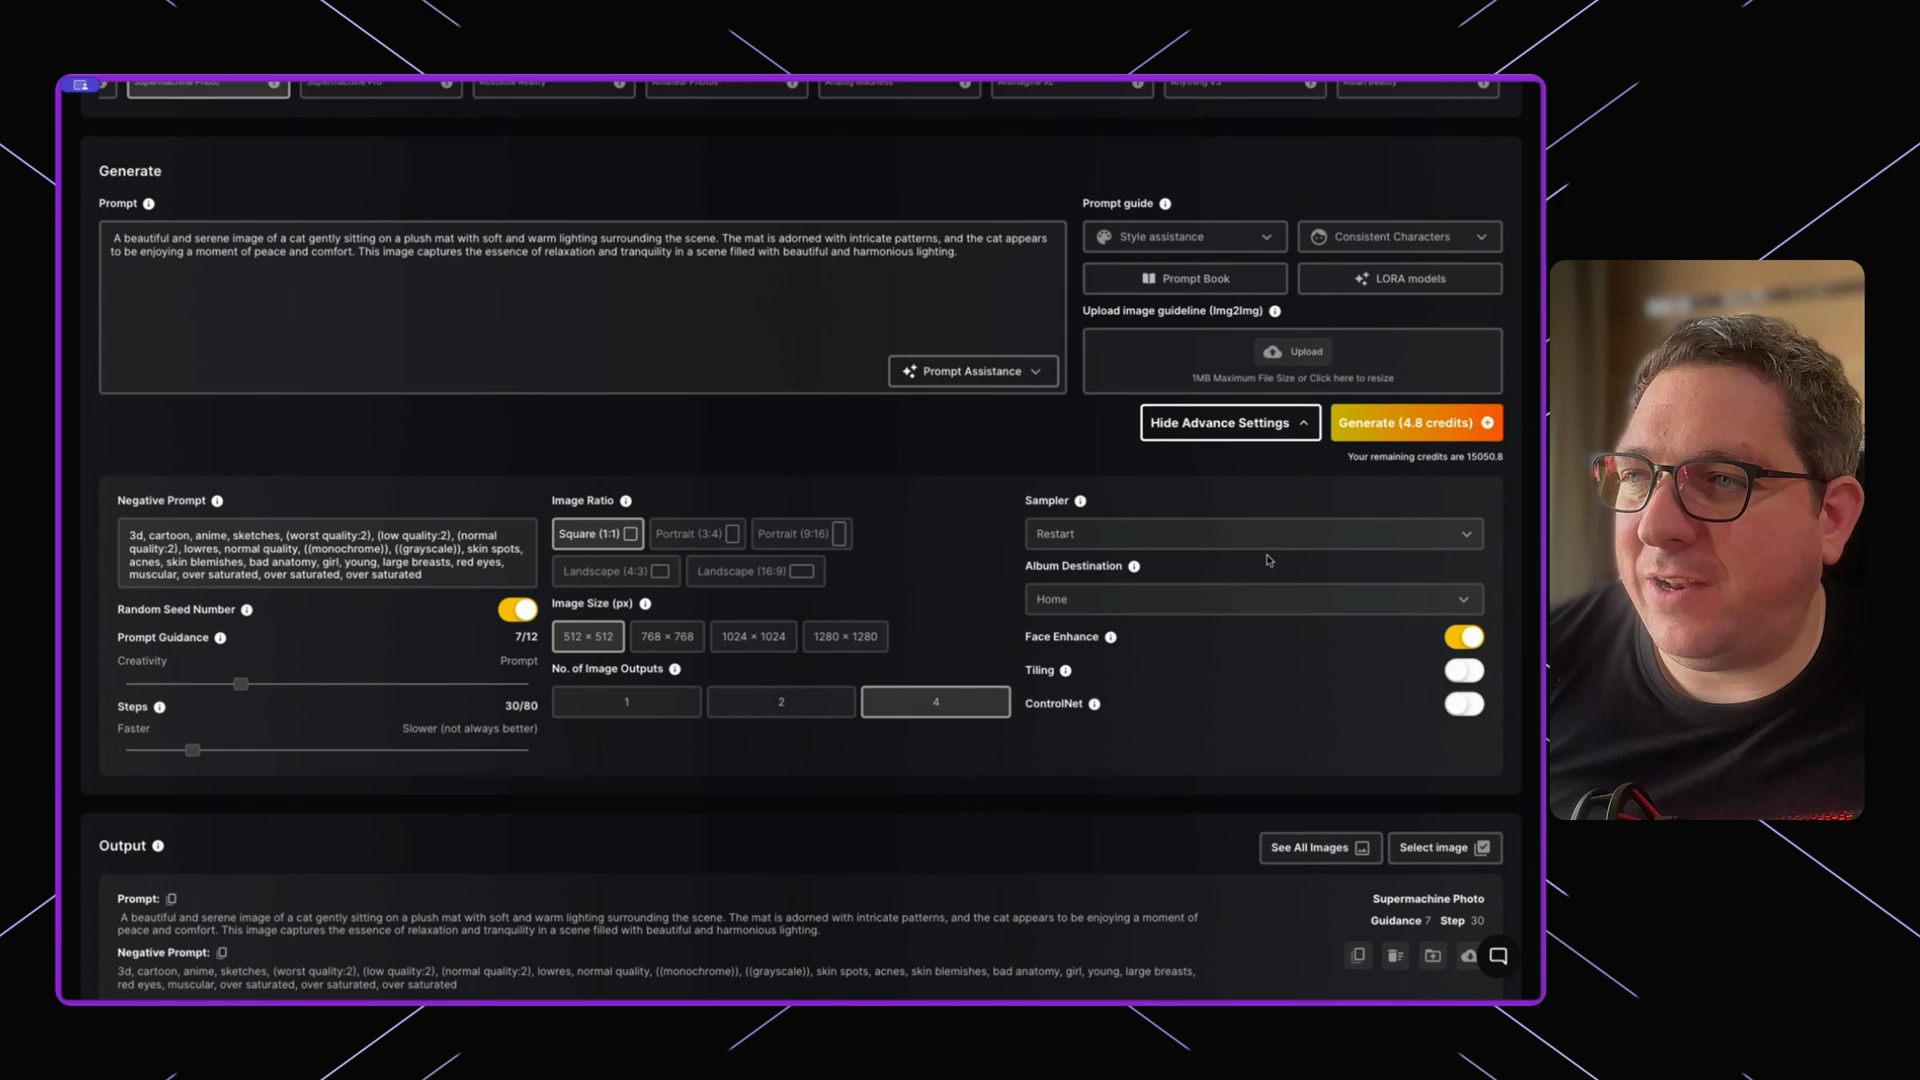 Supermachine Photo
Supermachine Pro
Absolute Reality
Amateur Photos
Analog Madness
Animagine XL
Anything V5
Asian Beauty
Generate
Prompt
Prompt guide
A beautiful and serene image of a cat gently sitting on a plush mat with soft and warm lighting surrounding the scene. The mat is adorned with intricate patterns, and the cat appears
to be enjoying a moment of peace and comfort. This image captures the essence of relaxation and tranquility in a scene filled with beautiful and harmonious lighting.
Style assistance
Consistent Characters
Prompt Book
LORA models
Upload image guideline (Img2Img)
Upload
1MB Maximum File Size or Click here to resize
Prompt Assistance
Hide Advance Settings
Generate (4.8 credits)
Your remaining credits are 15050.8
Negative Prompt
3d, cartoon, anime, sketches, (worst quality:2), (low quality:2), (normal
quality:2), lowres, normal quality, ((monochrome)), ((grayscale)), skin spots,
acnes, skin blemishes, bad anatomy, girl, young, large breasts, red eyes,
muscular, over saturated, over saturated, over saturated
Random Seed Number
Prompt Guidance
7/12
Creativity
Prompt
Steps
30/80
Faster
Slower (not always better)
Image Ratio
Square (1:1)
Portrait (3:4)
Portrait (9:16)
Landscape (4:3)
Landscape (16:9)
Image Size (px)
512 × 512
768 × 768
1024 × 1024
1280 × 1280
No. of Image Outputs
1
2
4
Sampler
Restart
Album Destination
Home
Face Enhance
Tiling
ControlNet
Output
See All Images
Select image
Prompt:
A beautiful and serene image of a cat gently sitting on a plush mat with soft and warm lighting surrounding the scene. The mat is adorned with intricate patterns, and the cat appears to be enjoying a moment of
peace and comfort. This image captures the essence of relaxation and tranquility in a scene filled with beautiful and harmonious lighting.
Negative Prompt:
3d, cartoon, anime, sketches, (worst quality:2), (low quality:2), (normal quality:2), lowres, normal quality, ((monochrome)), ((grayscale)), skin spots, acnes, skin blemishes, bad anatomy, girl, young, large breasts,
red eyes, muscular, over saturated, over saturated, over saturated
Supermachine Photo
Guidance 7 Step 30